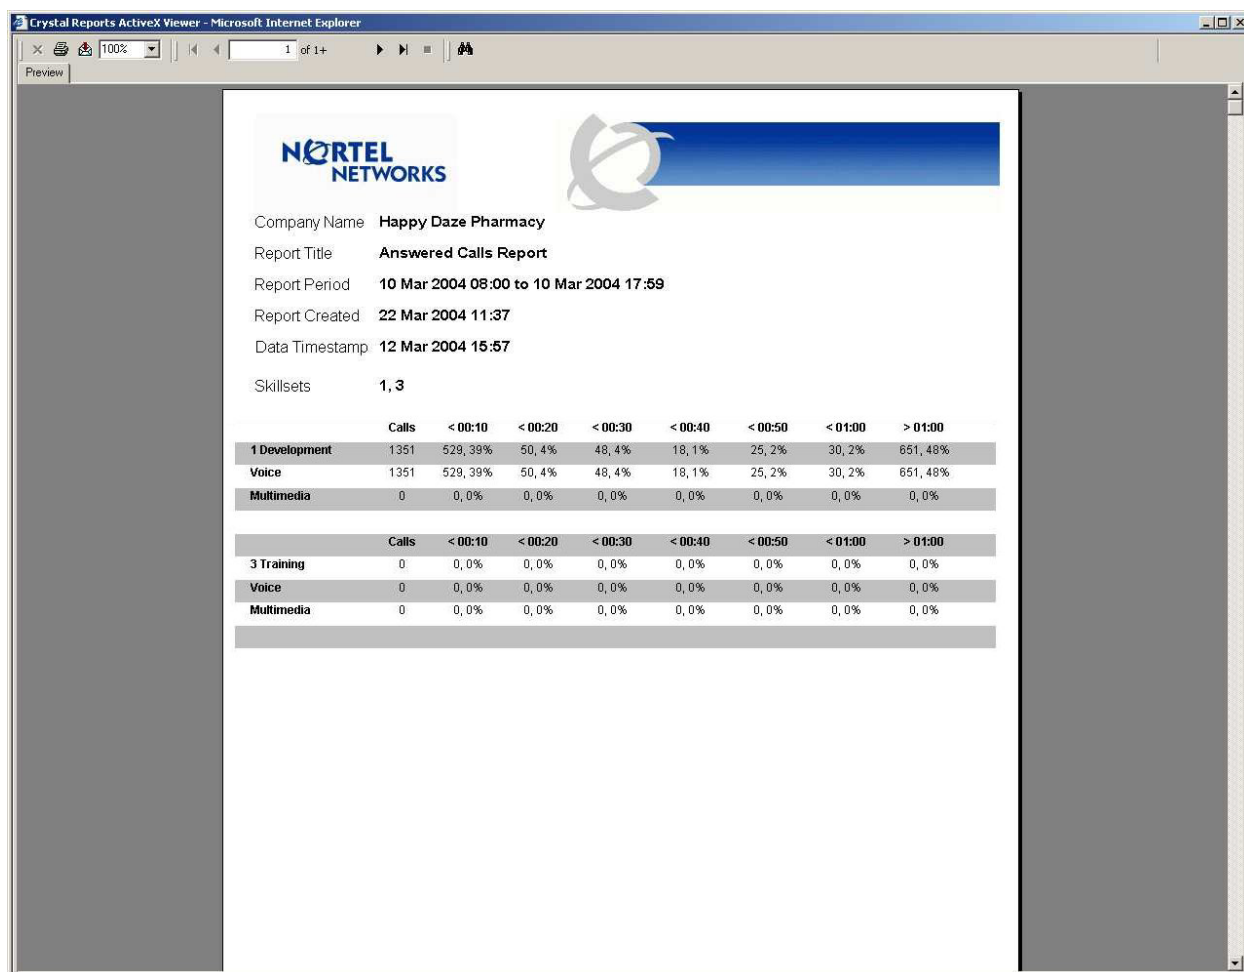 Crystal Reports ActiveX Viewer - Microsoft Internet Explorer
100% 1 of 1+
Preview
NORTEL
NETWORKS
Company Name Happy Daze Pharmacy
Report Title Answered Calls Report
Report Period 10 Mar 2004 08:00 to 10 Mar 2004 17:59
Report Created 22 Mar 2004 11:37
Data Timestamp 12 Mar 2004 15:57
Skillsets 1, 3
Calls < 00:10 < 00:20 < 00:30 < 00:40 < 00:50 < 01:00 > 01:00
1 Development 1351 529, 39% 50, 4% 48, 4% 18, 1% 25, 2% 30, 2% 651, 48%
Voice 1351 529, 39% 50, 4% 48, 4% 18, 1% 25, 2% 30, 2% 651, 48%
Multimedia 0 0, 0% 0, 0% 0, 0% 0, 0% 0, 0% 0, 0% 0, 0%
Calls < 00:10 < 00:20 < 00:30 < 00:40 < 00:50 < 01:00 > 01:00
3 Training 0 0, 0% 0, 0% 0, 0% 0, 0% 0, 0% 0, 0% 0, 0%
Voice 0 0, 0% 0, 0% 0, 0% 0, 0% 0, 0% 0, 0% 0, 0%
Multimedia 0 0, 0% 0, 0% 0, 0% 0, 0% 0, 0% 0, 0% 0, 0%